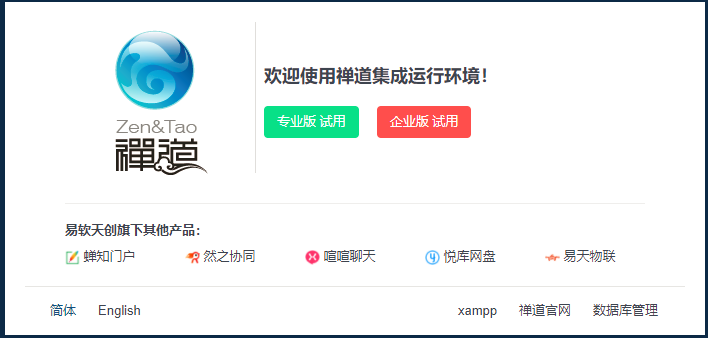 Zen&Tao
禅道
欢迎使用禅道集成运行环境！
专业版 试用 企业版 试用
易软天创旗下其他产品：
蝉知门户 然之协同 喧喧聊天 悦库网盘 易天物联
简体 English xampp 禅道官网 数据库管理